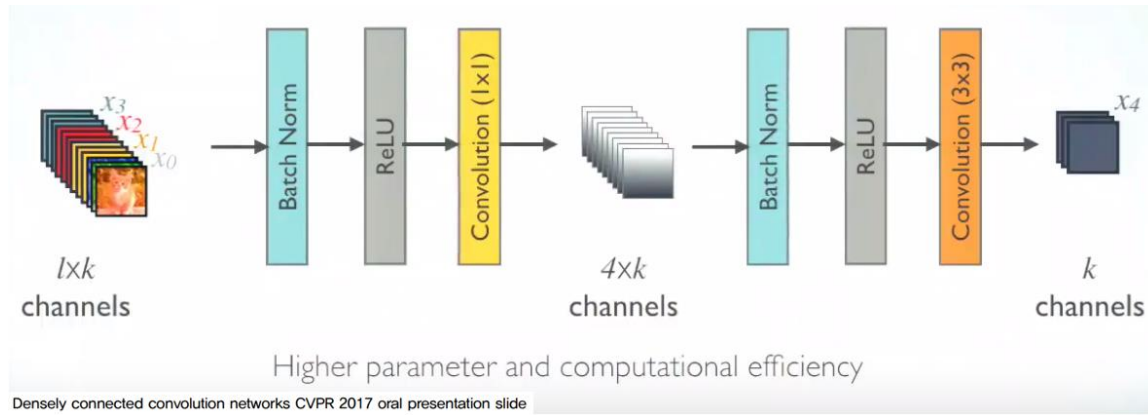 x3
x2
x1
x0
l×k
channels
Batch Norm
ReLU
Convolution (1x1)
4×k
channels
Batch Norm
ReLU
Convolution (3x3)
x4
k
channels
Higher parameter and computational efficiency
Densely connected convolution networks CVPR 2017 oral presentation slide